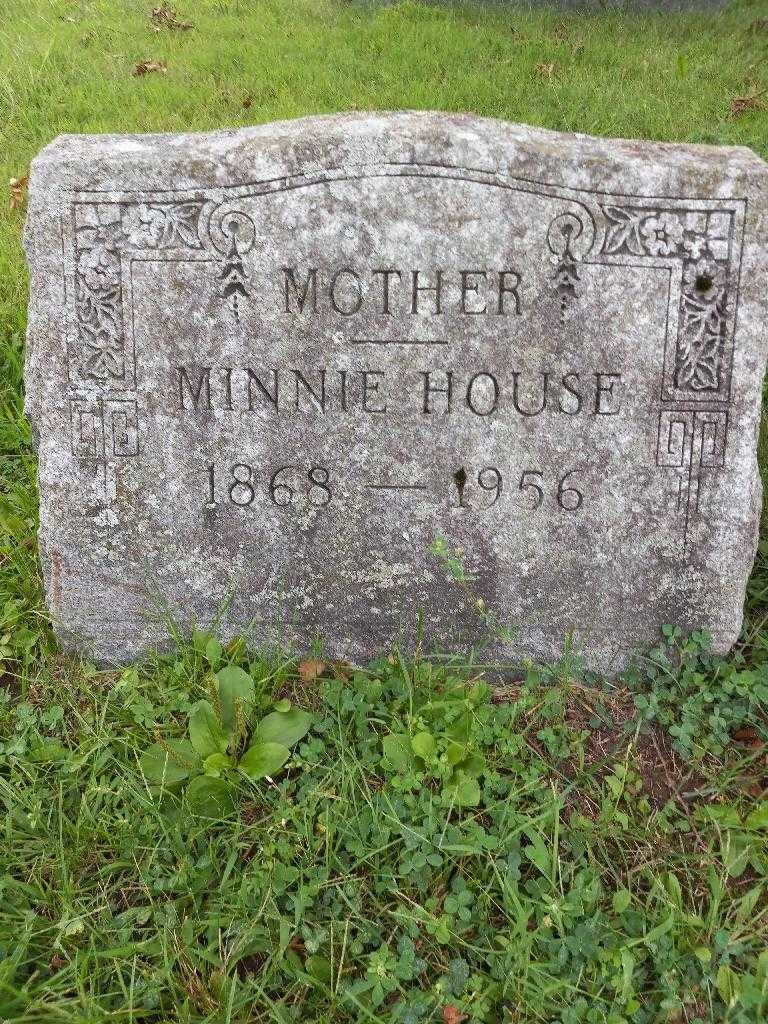 MOTHER
MINNIE HOUSE
1868 — 1956